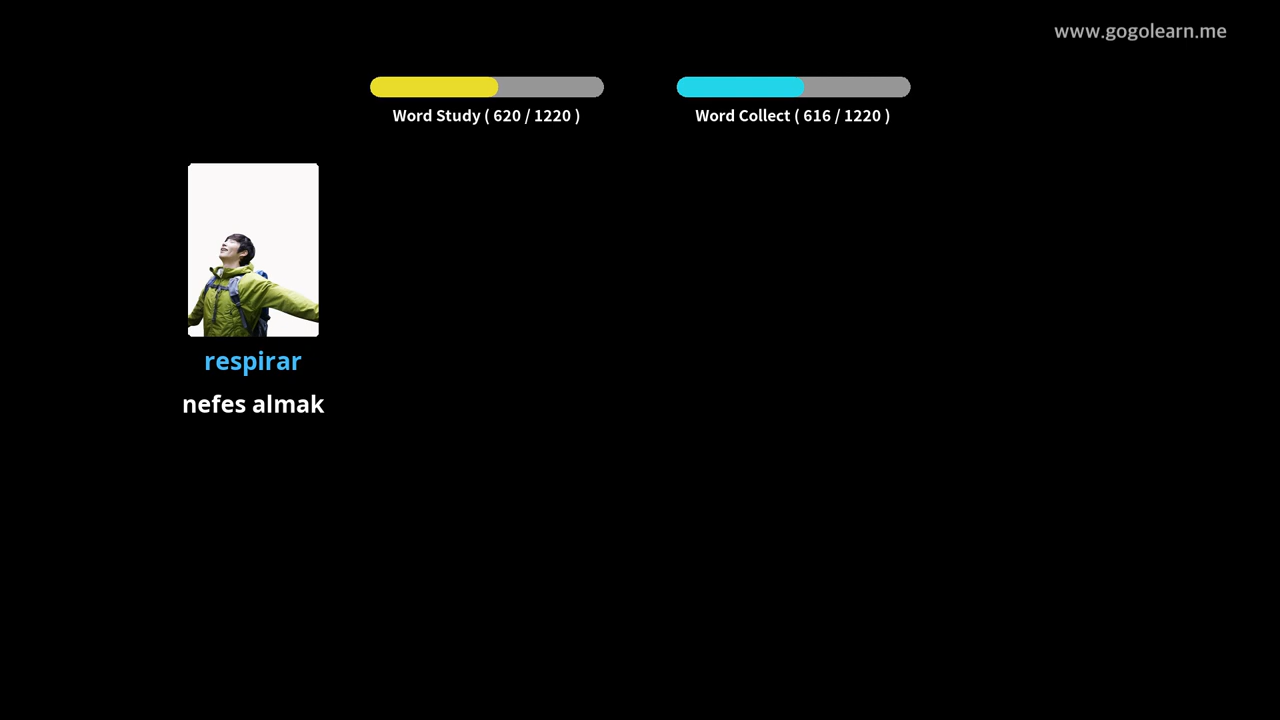 www.gogolearn.me
Word Study ( 620 / 1220 )
Word Collect ( 616 / 1220 )
respirar
nefes almak